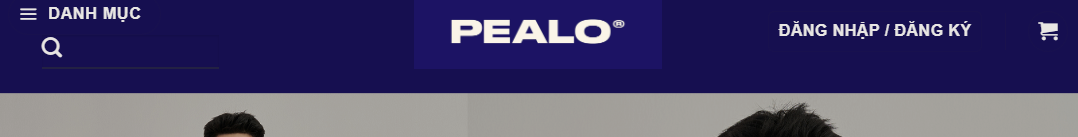 DANH MỤC
PEALO®
ĐĂNG NHẬP / ĐĂNG KÝ